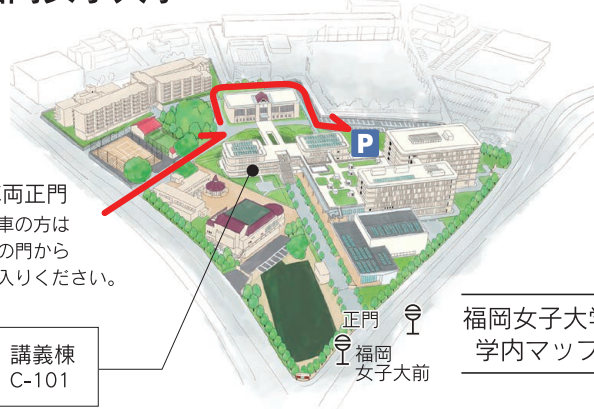 両正門
車の方は
の門から
入りください。
P
講義棟
C-101
正門
福岡
女子大前
福岡女子大学
学内マップ